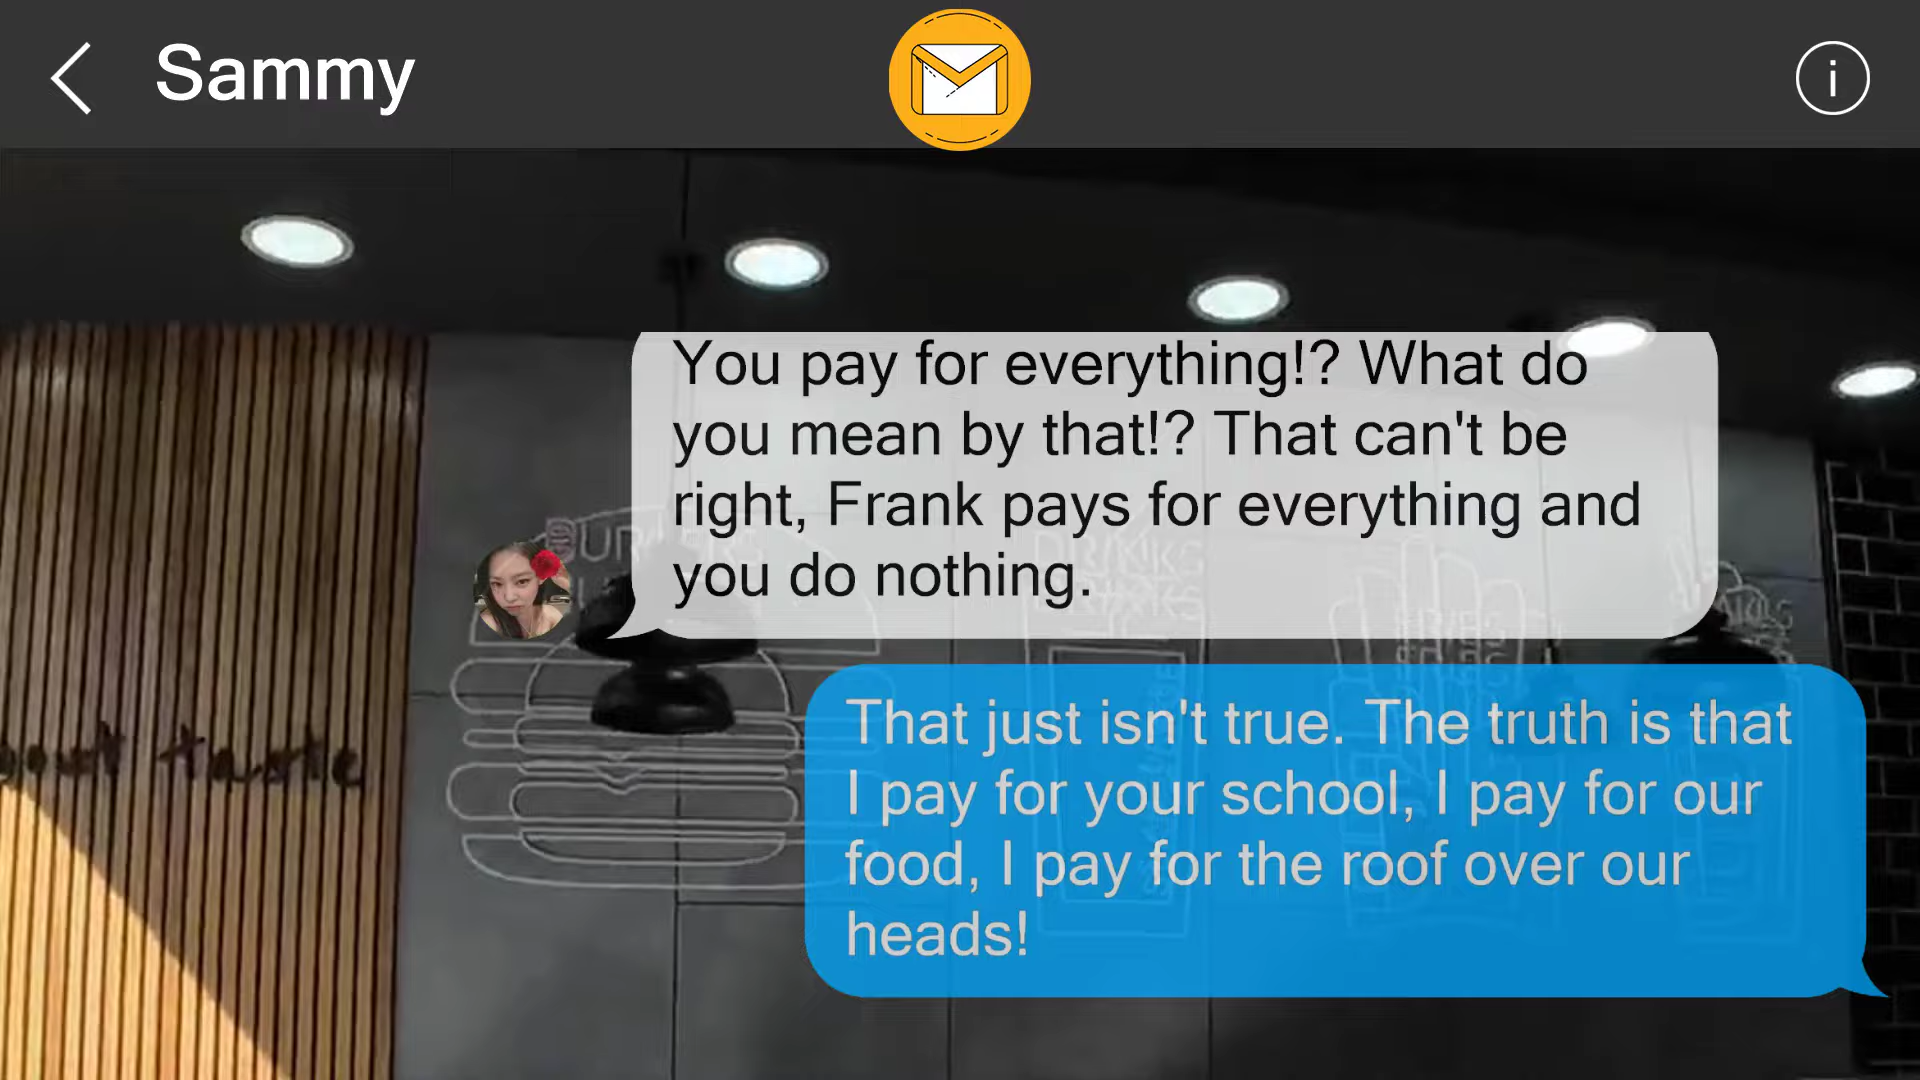 Sammy
i
You pay for everything!? What do
you mean by that!? That can't be
right, Frank pays for everything and
you do nothing.
That just isn't true. The truth is that
I pay for your school, I pay for our
food, I pay for the roof over our
heads!
taste